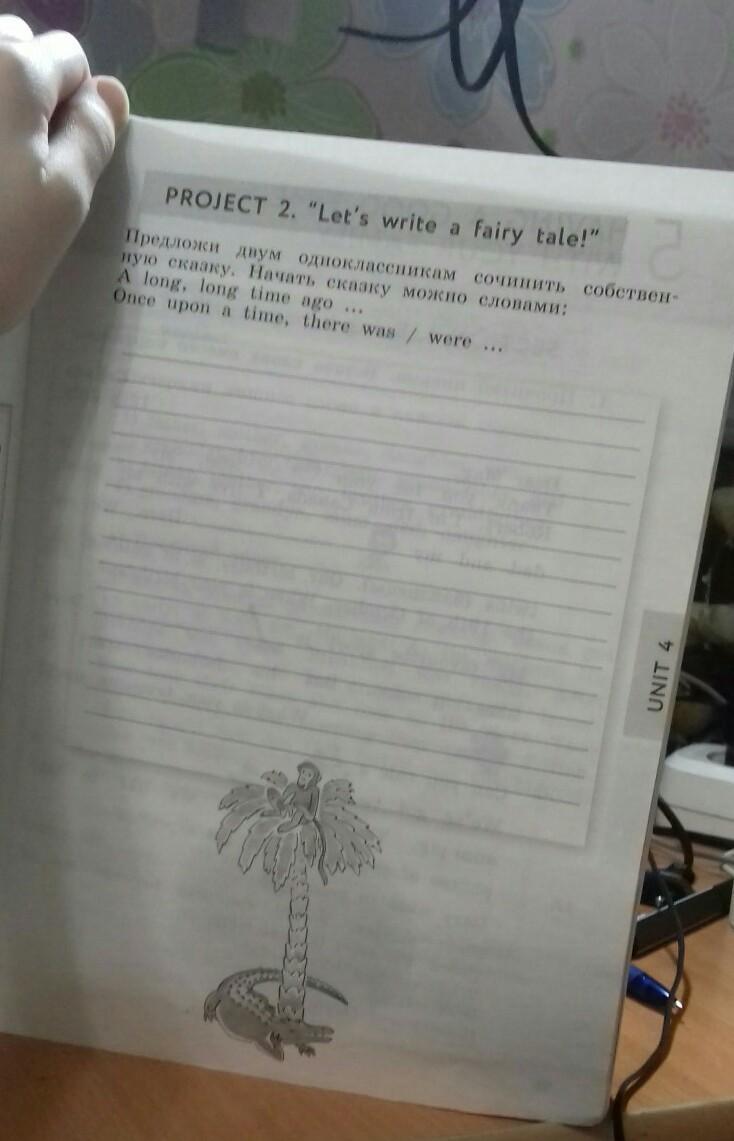 PROJECT 2. "Let's write a fairy tale!"
Предложи двум одноклассникам сочинить собствен-
ную сказку. Начать сказку можно словами:
A long, long time ago ...
Once upon a time, there was / were ...
UNIT 4